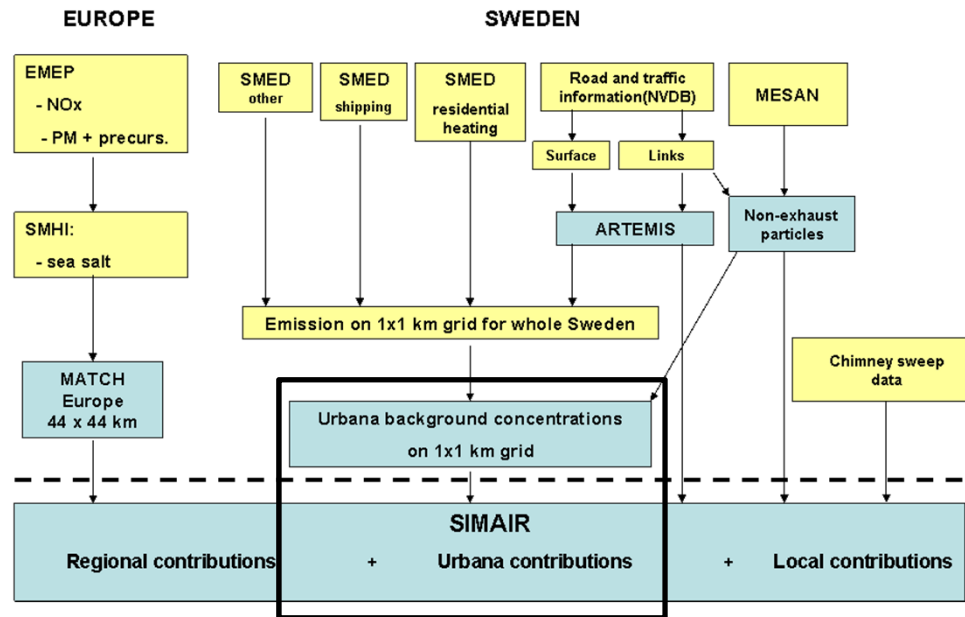 EUROPE
SWEDEN
EMEP
- NOx
- PM + precurs.
SMED
other
SMED
shipping
SMED
residential
heating
Road and traffic
information(NVDB)
MESAN
Surface
Links
SMHI:
- sea salt
ARTEMIS
Non-exhaust
particles
Emission on 1x1 km grid for whole Sweden
MATCH
Europe
44 x 44 km
Chimney sweep
data
Urbana background concentrations
on 1x1 km grid
SIMAIR
Regional contributions + Urbana contributions + Local contributions